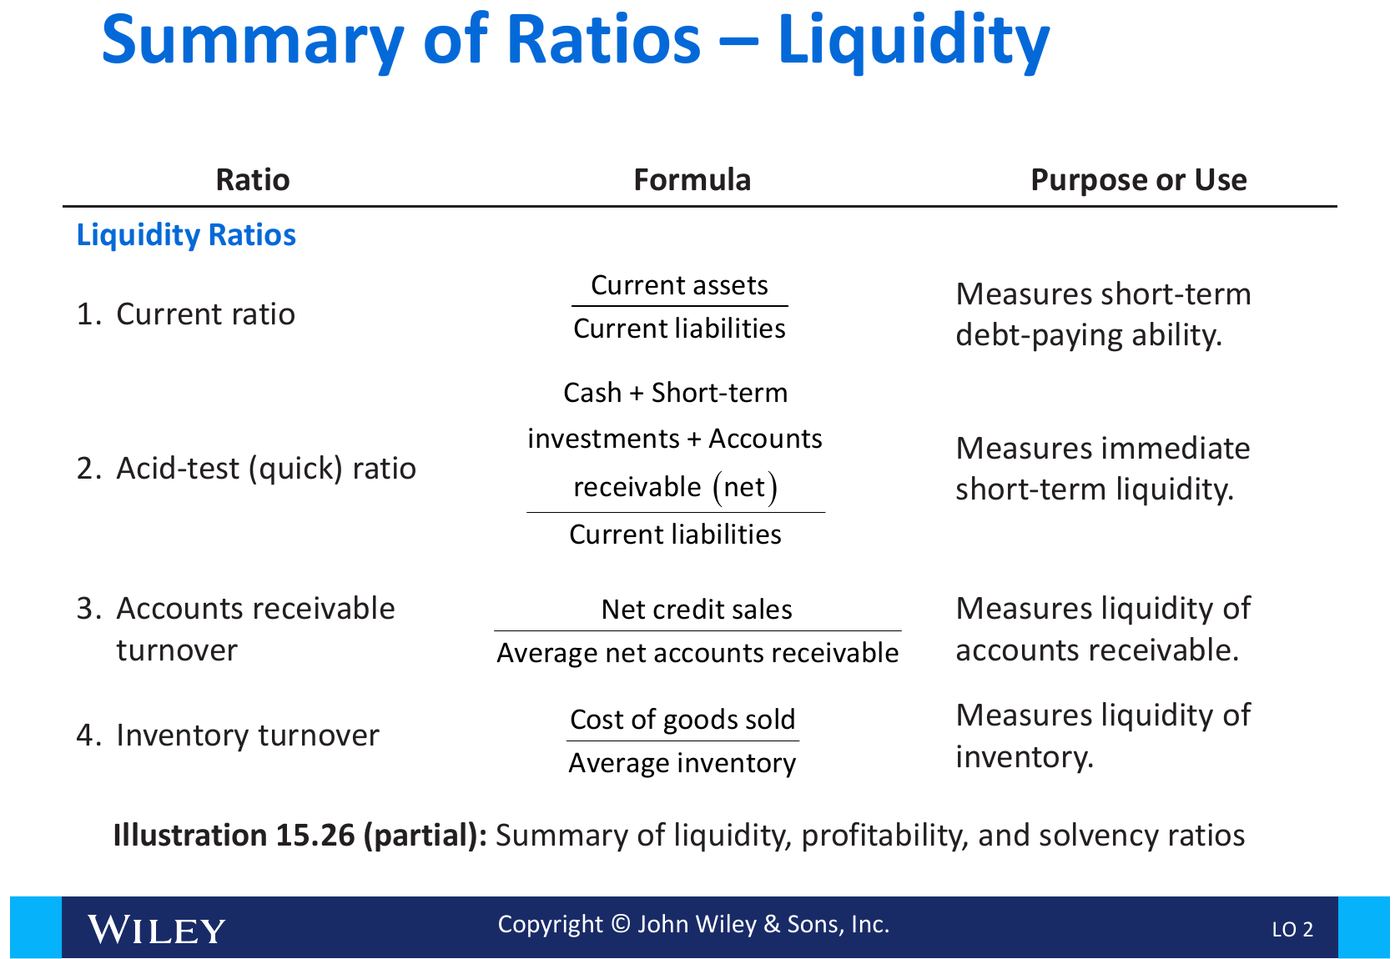 Summary of Ratios – Liquidity
Ratio Formula Purpose or Use
Liquidity Ratios
1. Current ratio
Current assets
Current liabilities
Measures short-term
debt-paying ability.
2. Acid-test (quick) ratio
Cash + Short-term
investments + Accounts
receivable (net)
Current liabilities
Measures immediate
short-term liquidity.
3. Accounts receivable
turnover
Net credit sales
Average net accounts receivable
Measures liquidity of
accounts receivable.
4. Inventory turnover
Cost of goods sold
Average inventory
Measures liquidity of
inventory.
Illustration 15.26 (partial): Summary of liquidity, profitability, and solvency ratios
WILEY
Copyright © John Wiley & Sons, Inc.
LO 2